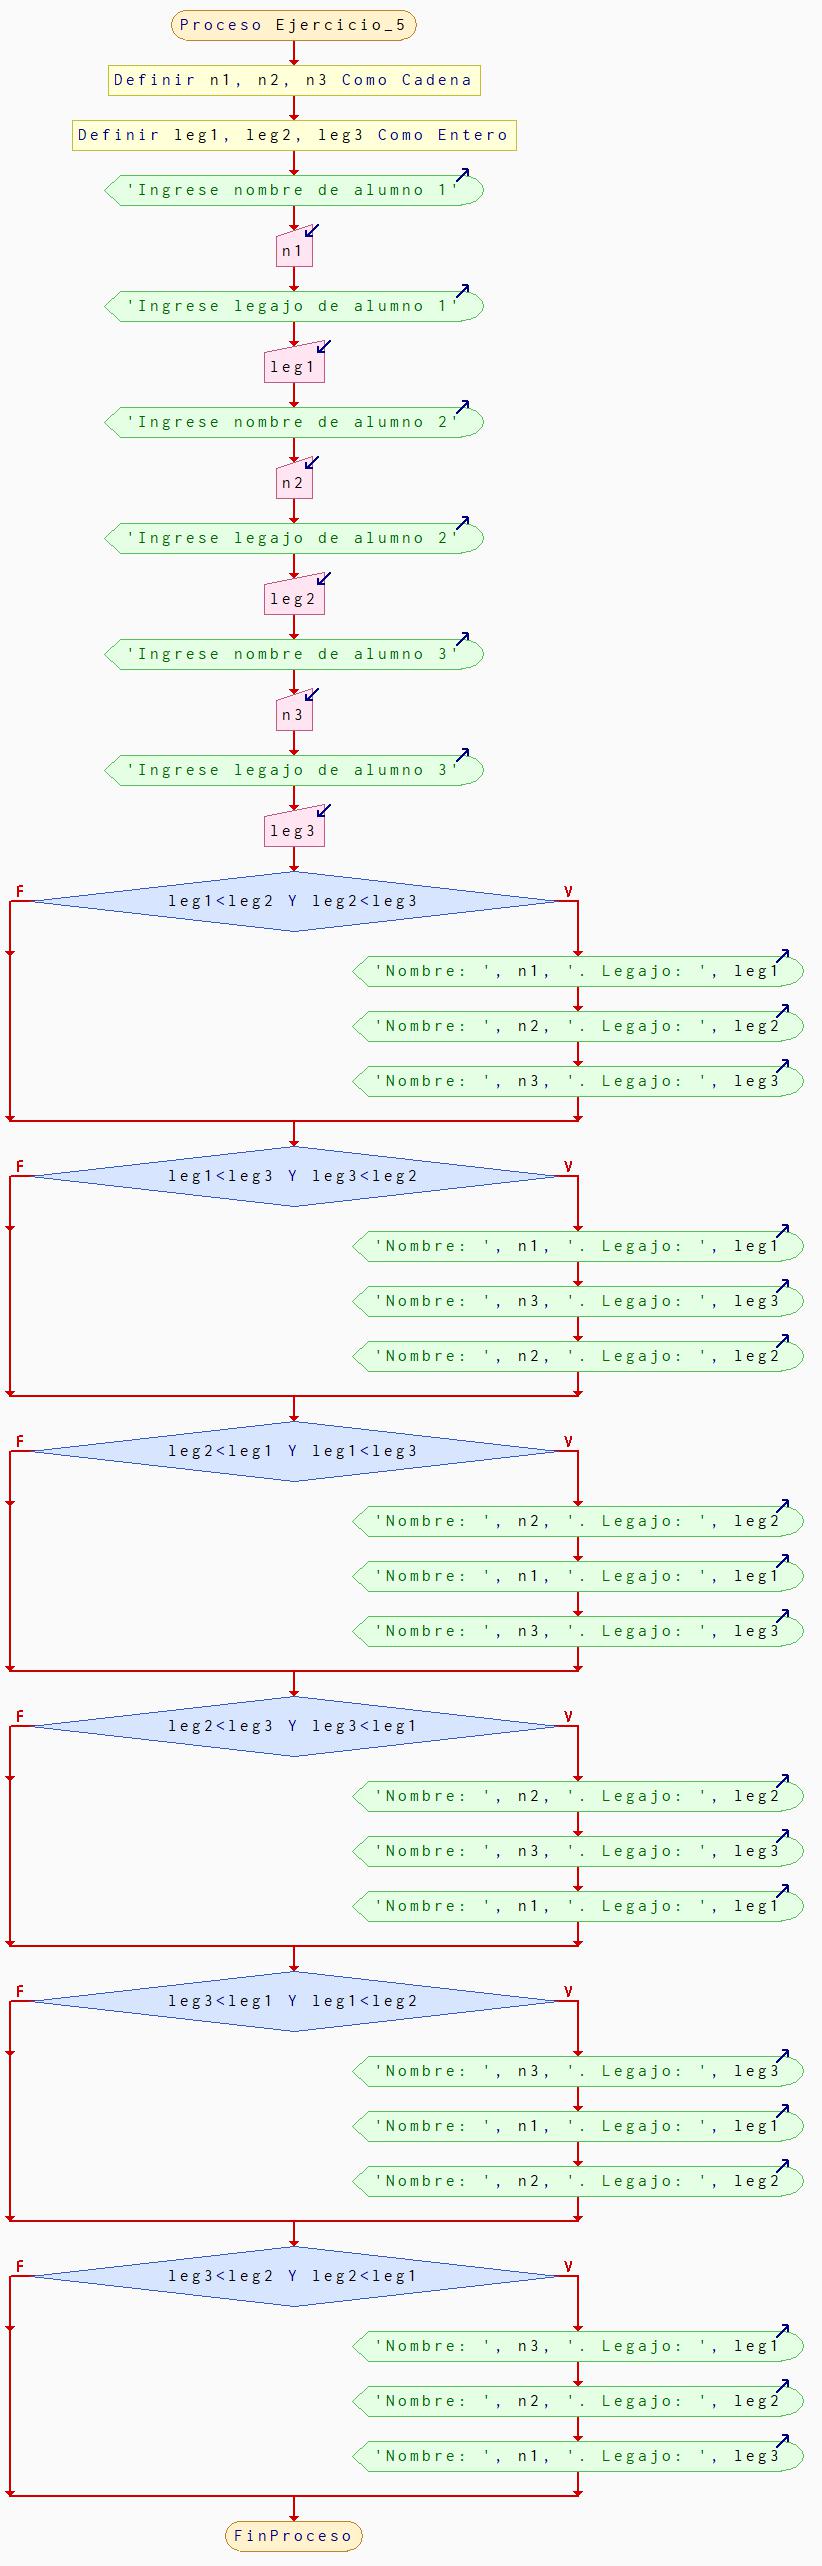 Proceso Ejercicio_5
Definir n1, n2, n3 Como Cadena
Definir leg1, leg2, leg3 Como Entero
'Ingrese nombre de alumno 1'
n1
'Ingrese legajo de alumno 1'
leg1
'Ingrese nombre de alumno 2'
n2
'Ingrese legajo de alumno 2'
leg2
'Ingrese nombre de alumno 3'
n3
'Ingrese legajo de alumno 3'
leg3
F leg1<leg2 Y leg2<leg3 V
'Nombre: ', n1, '. Legajo: ', leg1
'Nombre: ', n2, '. Legajo: ', leg2
'Nombre: ', n3, '. Legajo: ', leg3
F leg1<leg3 Y leg3<leg2 V
'Nombre: ', n1, '. Legajo: ', leg1
'Nombre: ', n3, '. Legajo: ', leg3
'Nombre: ', n2, '. Legajo: ', leg2
F leg2<leg1 Y leg1<leg3 V
'Nombre: ', n2, '. Legajo: ', leg2
'Nombre: ', n1, '. Legajo: ', leg1
'Nombre: ', n3, '. Legajo: ', leg3
F leg2<leg3 Y leg3<leg1 V
'Nombre: ', n2, '. Legajo: ', leg2
'Nombre: ', n3, '. Legajo: ', leg3
'Nombre: ', n1, '. Legajo: ', leg1
F leg3<leg1 Y leg1<leg2 V
'Nombre: ', n3, '. Legajo: ', leg3
'Nombre: ', n1, '. Legajo: ', leg1
'Nombre: ', n2, '. Legajo: ', leg2
F leg3<leg2 Y leg2<leg1 V
'Nombre: ', n3, '. Legajo: ', leg1
'Nombre: ', n2, '. Legajo: ', leg2
'Nombre: ', n1, '. Legajo: ', leg3
FinProceso